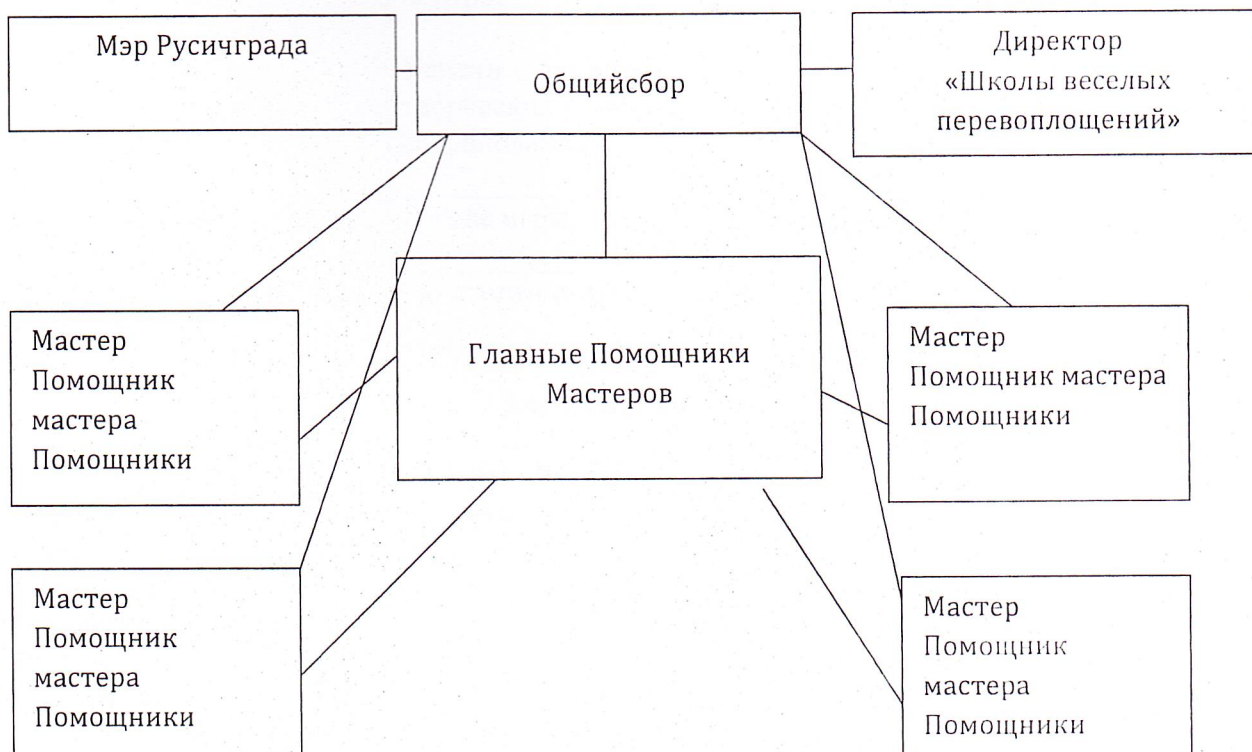 Мэр Русичграда
Общийсбор
Директор
«Школы веселых
перевоплощений»
Главные Помощники
Мастеров
Мастер
Помощник
мастера
Помощники
Мастер
Помощник мастера
Помощники
Мастер
Помощник
мастера
Помощники
Мастер
Помощник
мастера
Помощники